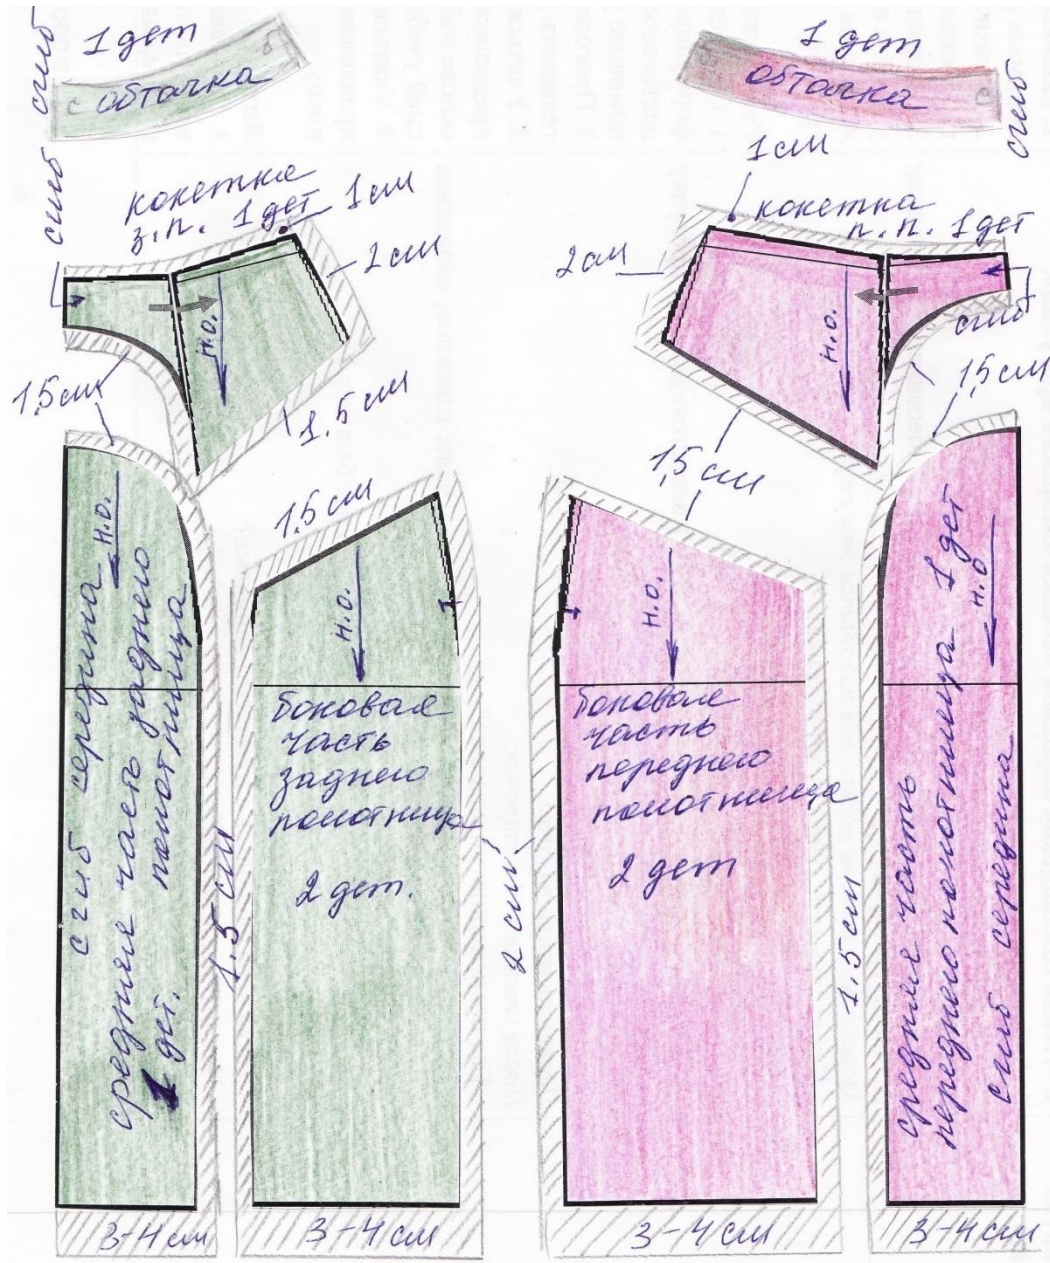 сгиб
1 дет
обтачка
1 дет
обтачка
сгиб
сгиб
кокетка
з.п. 1 дет
1 см
2 см
н.о.
1,5 см
1.5 см
1 см
кокетка
п.п. 1 дет
2 см
н.о.
сгиб
1,5 см
1,5 см
сгиб середина
н.о.
средняя часть заднего
полотнища
1 дет.
1.5 см
1,5 см
н.о.
боковая
часть
заднего
полотнища
2 дет.
2 см
н.о.
боковая
часть
переднего
полотнища
2 дет
1.5 см
н.о
средняя часть
переднего полотнища 1 дет
сгиб середина
3-4 см
3-4 см
3-4 см
3-4 см